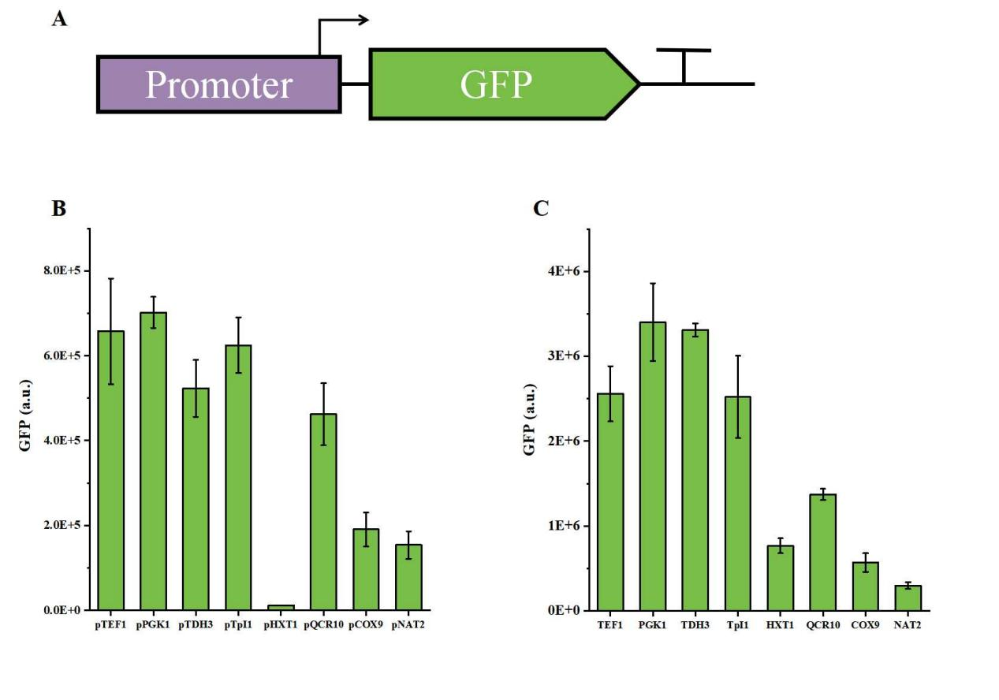 A
Promoter
GFP
B
8.0E+5
6.0E+5
4.0E+5
2.0E+5
0.0E+0
GFP (a.u.)
pTEF1 pPGK1 pTDH3 pTpI1 pHXT1 pQCR10 pCOX9 pNAT2
C
4E+6
3E+6
2E+6
1E+6
0E+0
GFP (a.u.)
TEF1 PGK1 TDH3 TpI1 HXT1 QCR10 COX9 NAT2